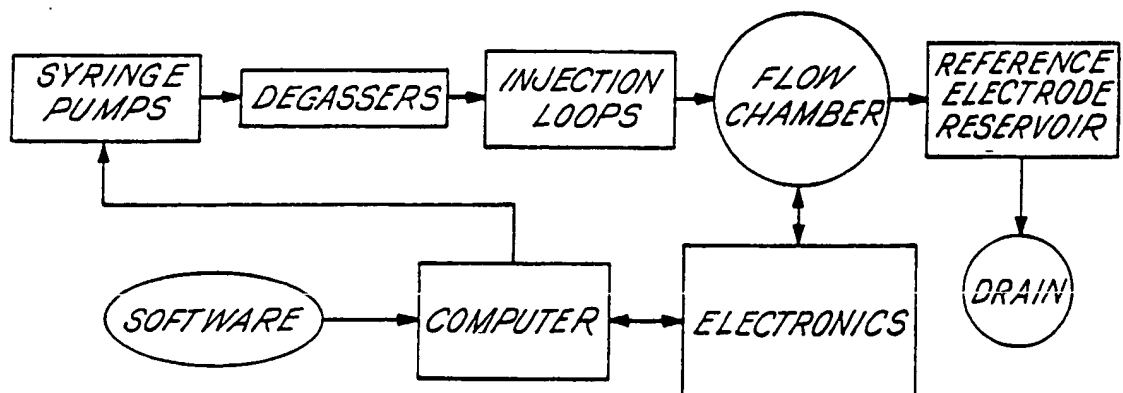 SYRINGE
PUMPS
DEGASSERS
INJECTION
LOOPS
FLOW
CHAMBER
REFERENCE
ELECTRODE
RESERVOIR
SOFTWARE
COMPUTER
ELECTRONICS
DRAIN